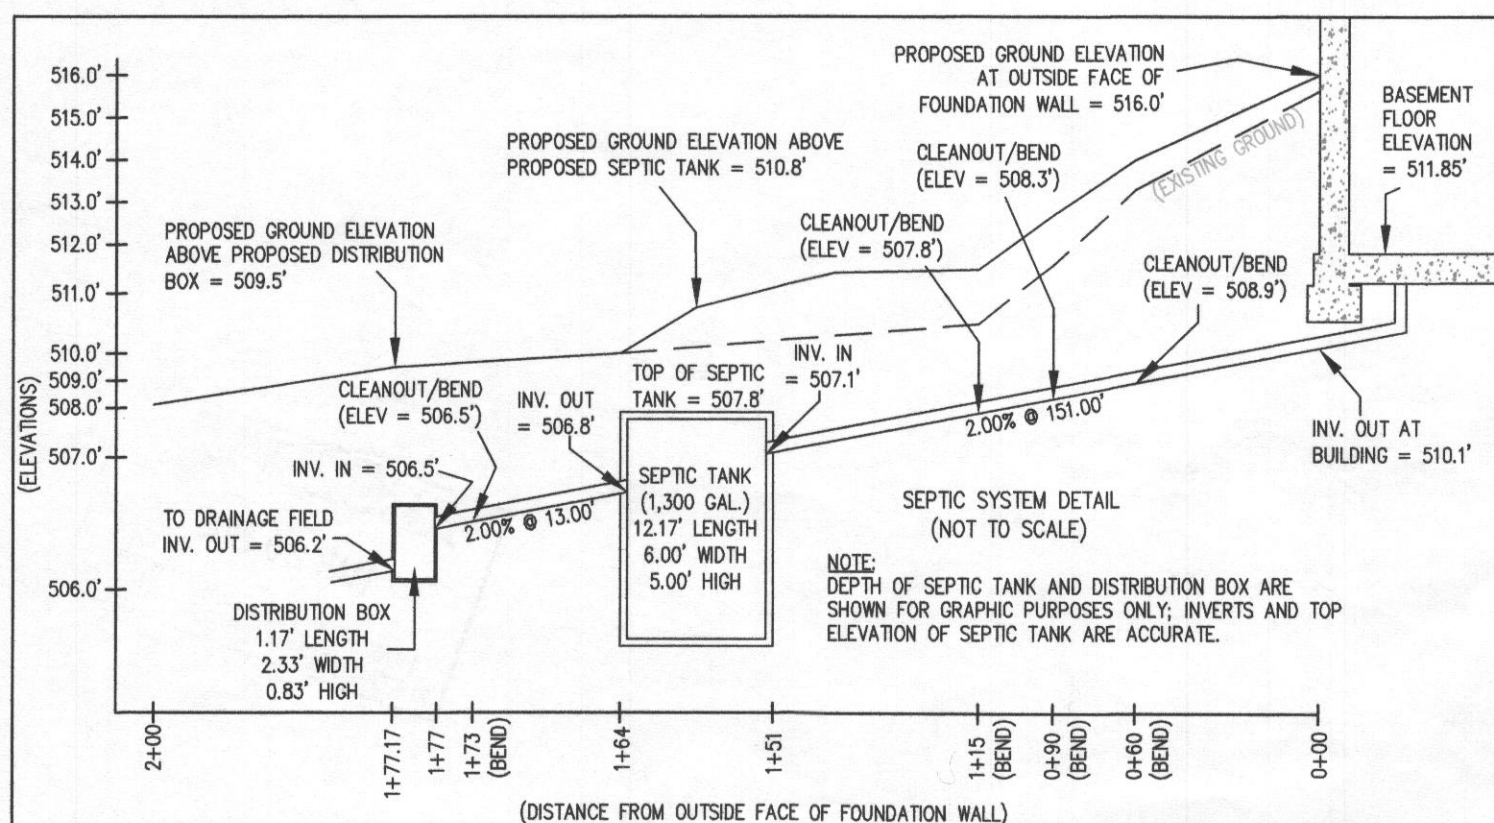 PROPOSED GROUND ELEVATION
AT OUTSIDE FACE OF
FOUNDATION WALL = 516.0'
BASEMENT
FLOOR
ELEVATION
= 511.85'
516.0'
515.0'
514.0'
513.0'
512.0'
511.0'
510.0'
509.0'
508.0'
507.0'
506.0'
(ELEVATIONS)
PROPOSED GROUND ELEVATION ABOVE
PROPOSED SEPTIC TANK = 510.8'
CLEANOUT/BEND
(ELEV = 508.3')
(EXISTING GROUND)
PROPOSED GROUND ELEVATION
ABOVE PROPOSED DISTRIBUTION
BOX = 509.5'
CLEANOUT/BEND
(ELEV = 507.8')
CLEANOUT/BEND
(ELEV = 508.9')
CLEANOUT/BEND
(ELEV = 506.5')
INV. OUT
= 506.8'
TOP OF SEPTIC
TANK = 507.8'
INV. IN
= 507.1'
2.00% @ 151.00'
INV. OUT AT
BUILDING = 510.1'
INV. IN = 506.5'
2.00% @ 13.00'
SEPTIC TANK
(1,300 GAL.)
12.17' LENGTH
6.00' WIDTH
5.00' HIGH
SEPTIC SYSTEM DETAIL
(NOT TO SCALE)
TO DRAINAGE FIELD
INV. OUT = 506.2'
NOTE:
DEPTH OF SEPTIC TANK AND DISTRIBUTION BOX ARE
SHOWN FOR GRAPHIC PURPOSES ONLY; INVERTS AND TOP
ELEVATION OF SEPTIC TANK ARE ACCURATE.
DISTRIBUTION BOX
1.17' LENGTH
2.33' WIDTH
0.83' HIGH
2+00
1+77.17
1+77
1+73
(BEND)
1+64
1+51
1+15
(BEND)
0+90
(BEND)
0+60
(BEND)
0+00
(DISTANCE FROM OUTSIDE FACE OF FOUNDATION WALL)